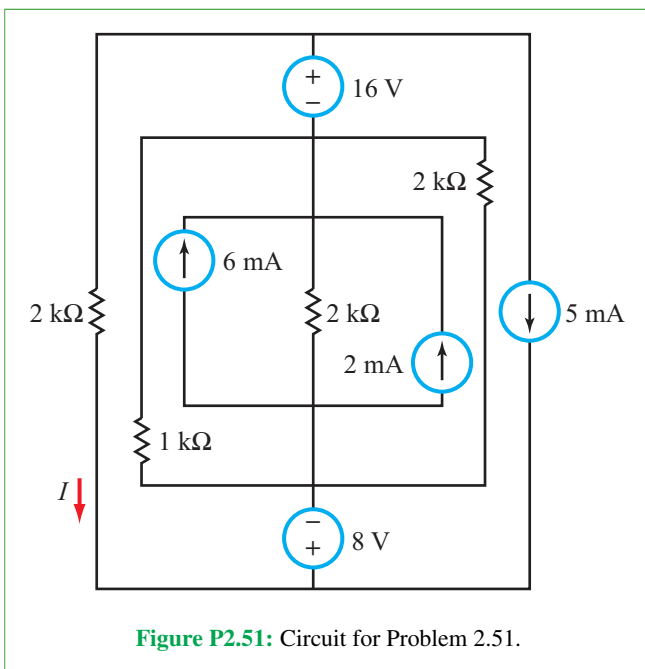 +
16 V
−
2 kΩ
6 mA
2 kΩ
2 kΩ
5 mA
2 mA
1 kΩ
I
−
8 V
+
Figure P2.51: Circuit for Problem 2.51.